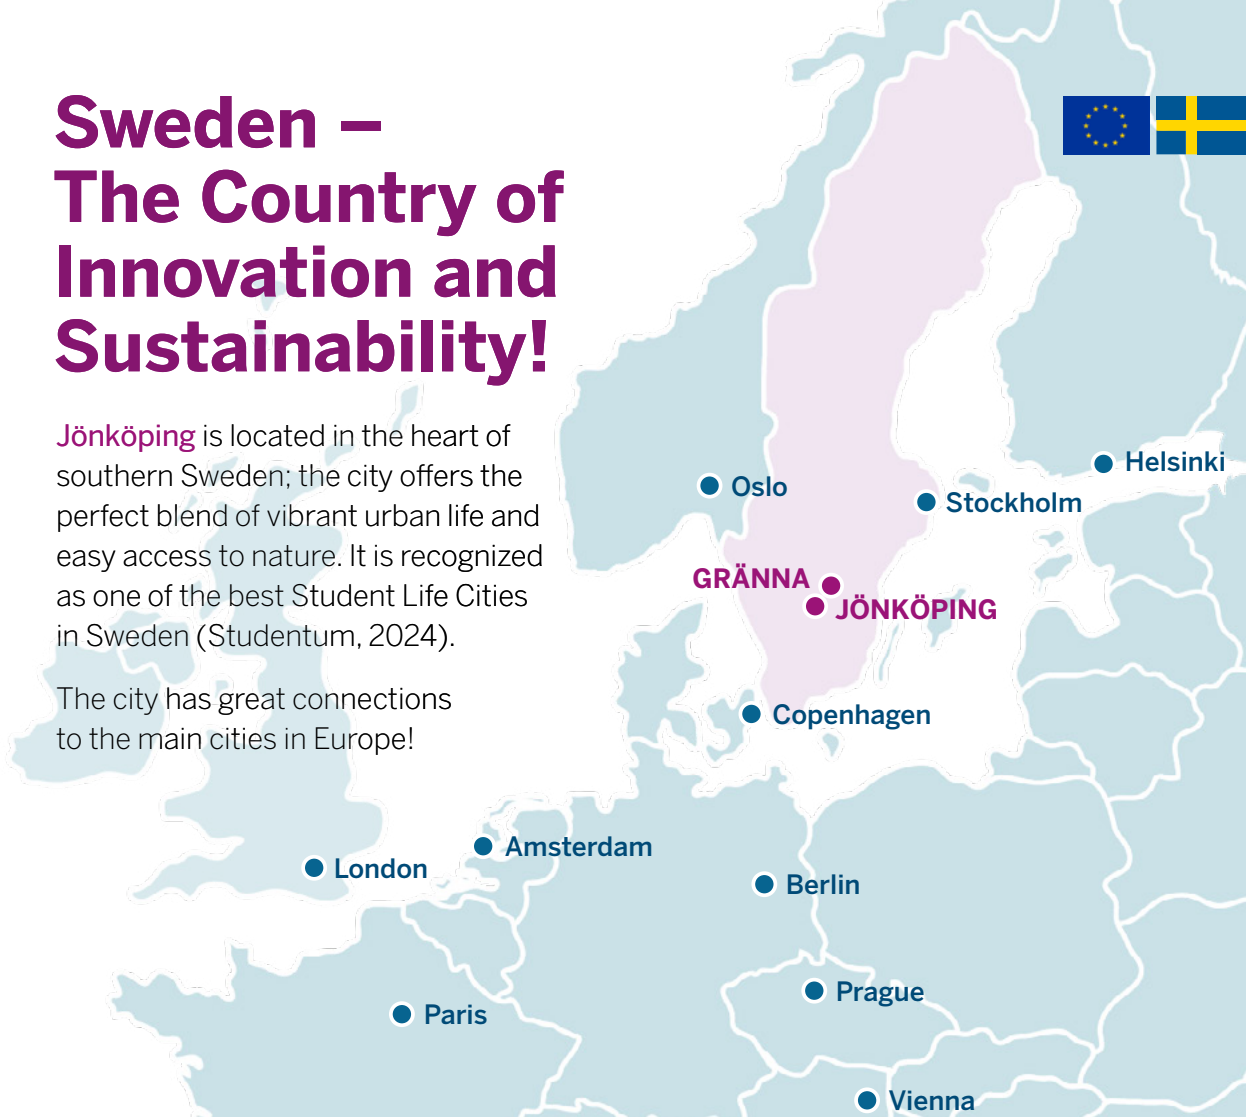 Sweden –
The Country of
Innovation and
Sustainability!
Jönköping is located in the heart of
southern Sweden; the city offers the
perfect blend of vibrant urban life and
easy access to nature. It is recognized
as one of the best Student Life Cities
in Sweden (Studentum, 2024).
The city has great connections
to the main cities in Europe!
Helsinki
Oslo
Stockholm
GRÄNNA
JÖNKÖPING
Copenhagen
Amsterdam
London
Berlin
Prague
Paris
Vienna